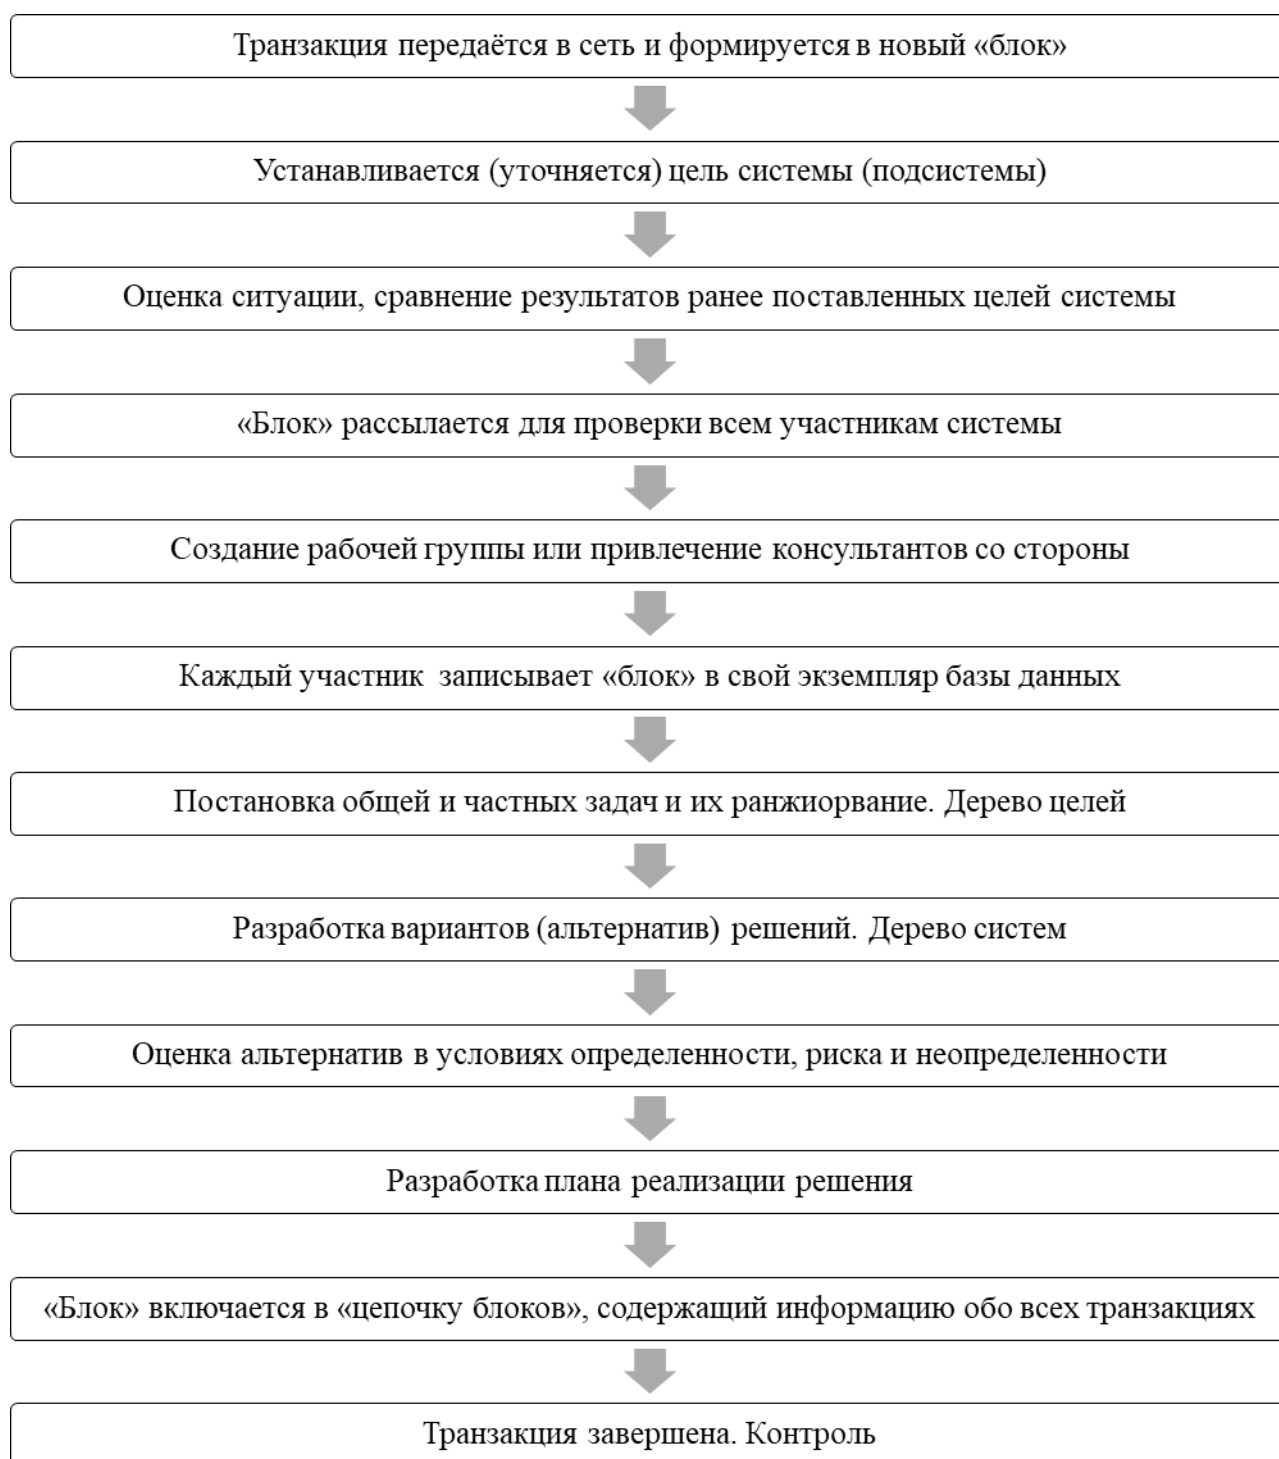 Транзакция передаётся в сеть и формируется в новый «блок»
Устанавливается (уточняется) цель системы (подсистемы)
Оценка ситуации, сравнение результатов ранее поставленных целей системы
«Блок» рассылается для проверки всем участникам системы
Создание рабочей группы или привлечение консультантов со стороны
Каждый участник записывает «блок» в свой экземпляр базы данных
Постановка общей и частных задач и их ранжиорвание. Дерево целей
Разработка вариантов (альтернатив) решений. Дерево систем
Оценка альтернатив в условиях определенности, риска и неопределенности
Разработка плана реализации решения
«Блок» включается в «цепочку блоков», содержащий информацию обо всех транзакциях
Транзакция завершена. Контроль